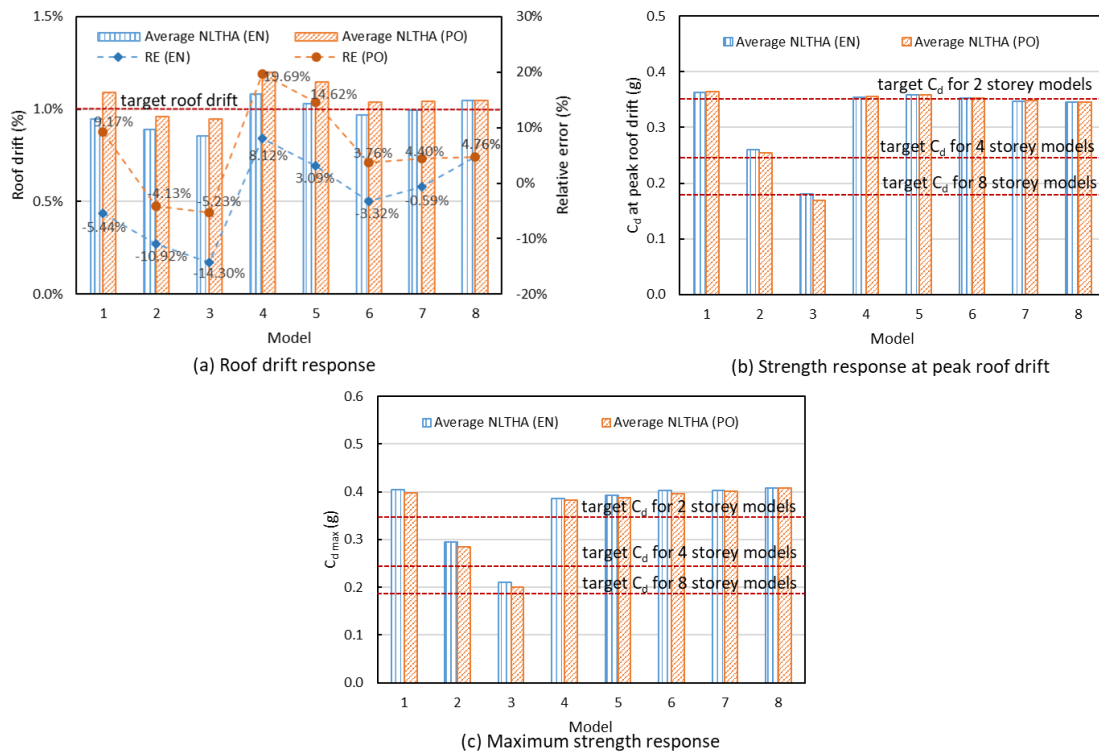 1.5%
1.0%
0.5%
0.0%
Roof drift (%)
Average NLTHA (EN)
Average NLTHA (PO)
RE (EN)
RE (PO)
target roof drift
9.17%
-4.13%
-5.23%
19.69%
14.62%
3.76%
4.40%
4.76%
-5.44%
-10.92%
-14.30%
8.12%
3.09%
-3.32%
-0.59%
30%
20%
10%
0%
-10%
-20%
Relative error (%)
1 2 3 4 5 6 7 8
Model
(a) Roof drift response
0.5
0.4
0.3
0.2
0.1
0.0
Cd at peak roof drift (g)
Average NLTHA (EN)
Average NLTHA (PO)
target Cd for 2 storey models
target Cd for 4 storey models
target Cd for 8 storey models
1 2 3 4 5 6 7 8
Model
(b) Strength response at peak roof drift
0.6
0.5
0.4
0.3
0.2
0.1
0.0
Cd max (g)
Average NLTHA (EN)
Average NLTHA (PO)
target Cd for 2 storey models
target Cd for 4 storey models
target Cd for 8 storey models
1 2 3 4 5 6 7 8
Model
(c) Maximum strength response